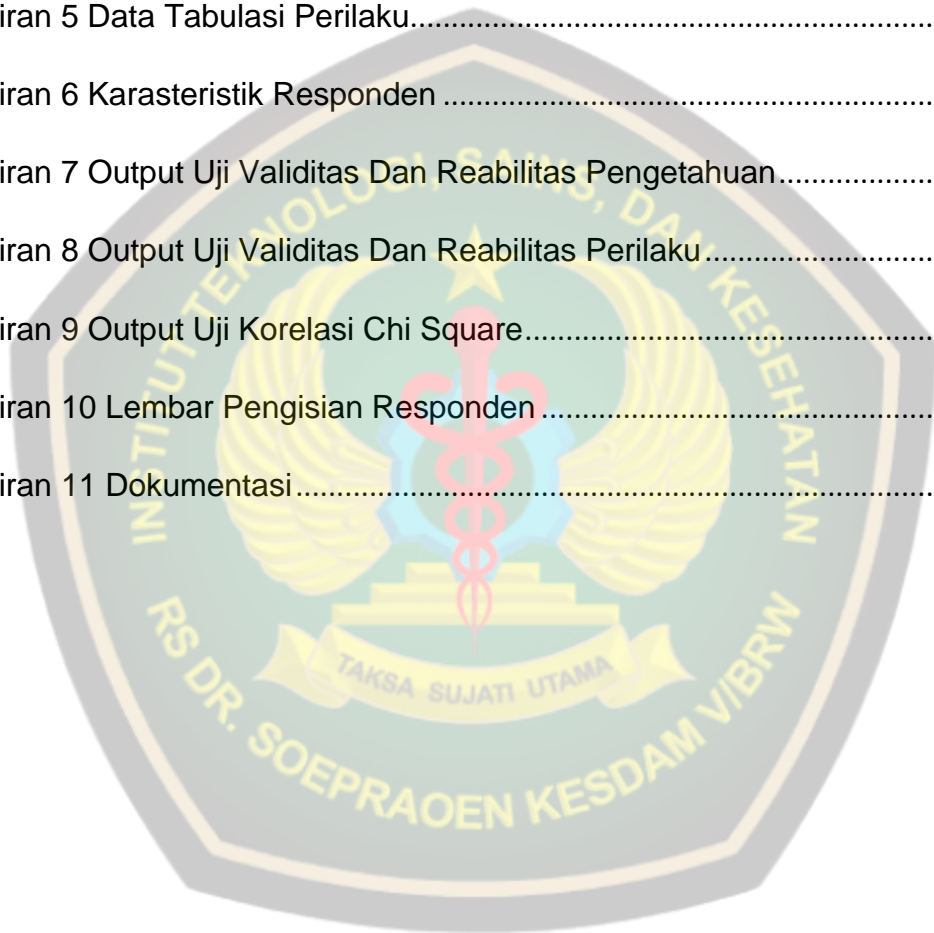 iran 5 Data Tabulasi Perilaku..........................................................
iran 6 Karasteristik Responden ......................................................
iran 7 Output Uji Validitas Dan Reabilitas Pengetahuan.................
iran 8 Output Uji Validitas Dan Reabilitas Perilaku.........................
iran 9 Output Uji Korelasi Chi Square.............................................
iran 10 Lembar Pengisian Responden ...........................................
iran 11 Dokumentasi.......................................................................
INSTITUT TEKNOLOGI, SAINS, DAN KESEHATAN
TAKSA SUJATI UTAMA
RS DR. SOEPRAOEN KESDAM V/BRW